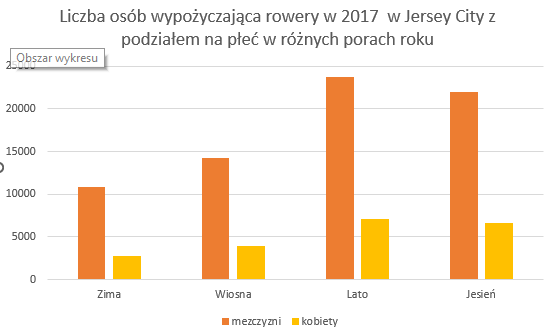 Liczba osób wypożyczająca rowery w 2017 w Jersey City z
podziałem na płeć w różnych porach roku
Obszar wykresu
25000
20000
15000
10000
5000
0
Zima Wiosna Lato Jesień
mezczyzni kobiety